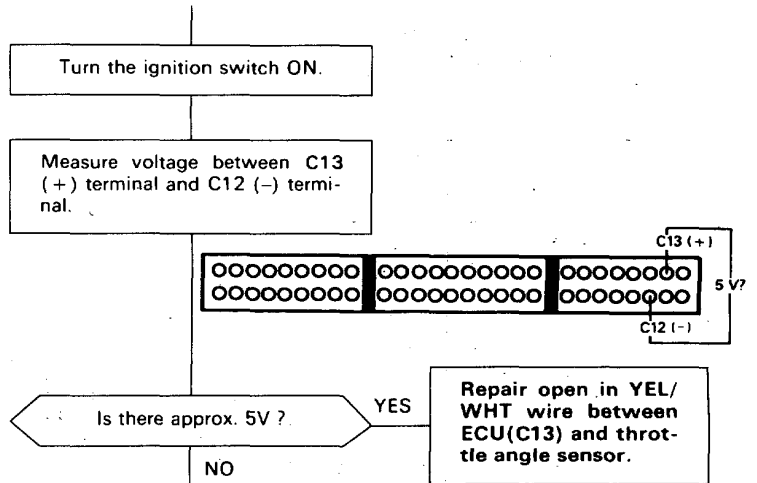 Turn the ignition switch ON.
Measure voltage between C13
(+) terminal and C12 (–) termi-
nal.
C13 (+)
5 V?
C12 (–)
Is there approx. 5V ?
YES
Repair open in YEL/
WHT wire between
ECU(C13) and throt-
tle angle sensor.
NO